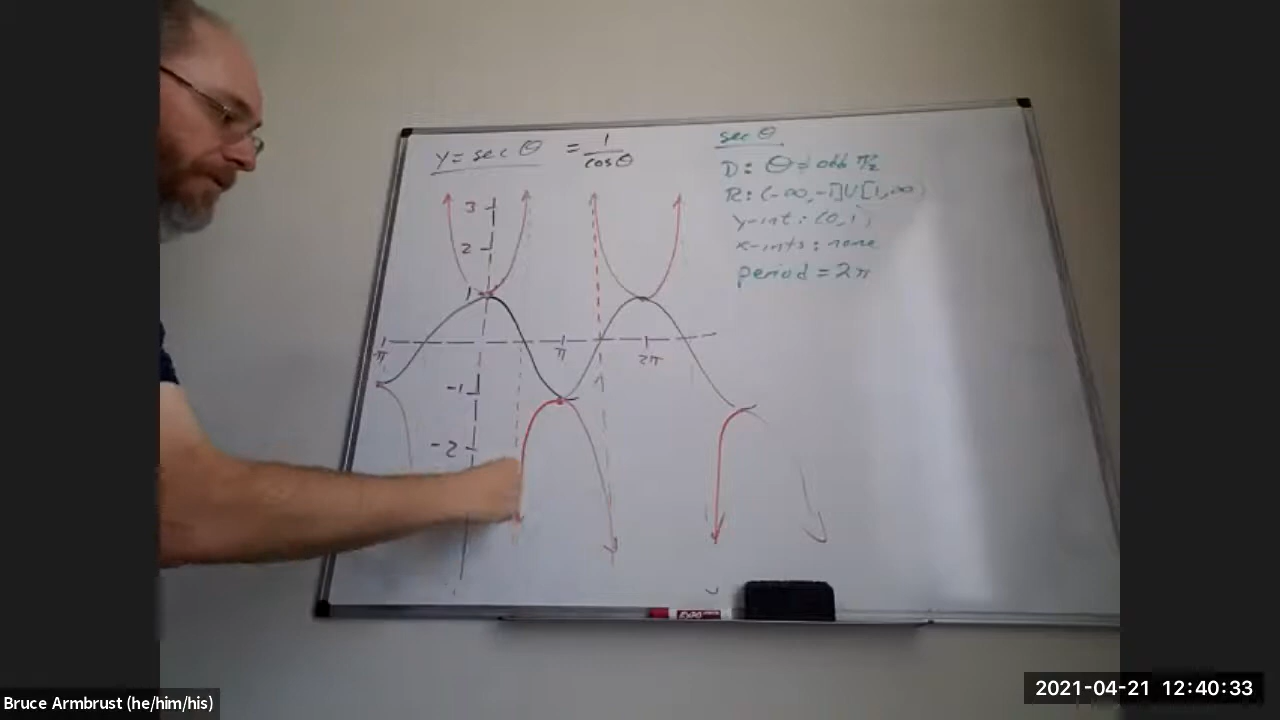 y = sec θ = 1/cosθ
sec θ
D: θ ≠ odd π/2
R: (-∞, -1]∪[1, ∞)
y-int: (0, 1)
x-ints: none
period = 2π
3
2
1
-π
π
2π
-1
-2
EXPO
2021-04-21 12:40:33
Bruce Armbrust (he/him/his)